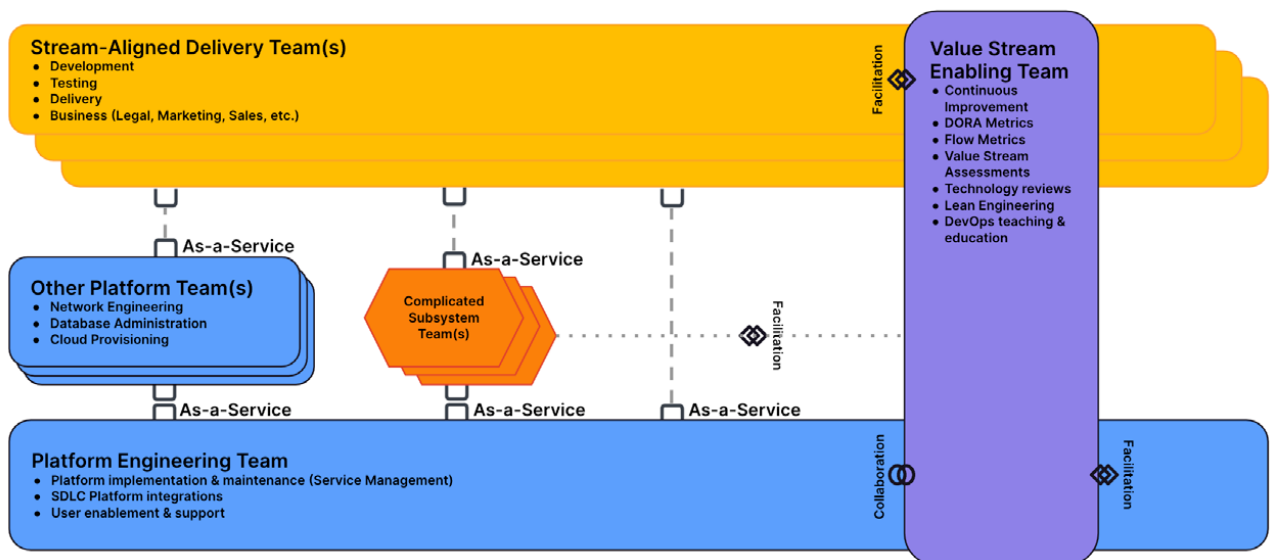 Stream-Aligned Delivery Team(s)
● Development
● Testing
● Delivery
● Business (Legal, Marketing, Sales, etc.)
Facilitation
Value Stream
Enabling Team
● Continuous
Improvement
● DORA Metrics
● Flow Metrics
● Value Stream
Assessments
● Technology reviews
● Lean Engineering
● DevOps teaching &
education
As-a-Service
As-a-Service
Other Platform Team(s)
● Network Engineering
● Database Administration
● Cloud Provisioning
Complicated
Subsystem
Team(s)
Facilitation
As-a-Service
As-a-Service
As-a-Service
Platform Engineering Team
● Platform implementation & maintenance (Service Management)
● SDLC Platform integrations
● User enablement & support
Collaboration
Facilitation